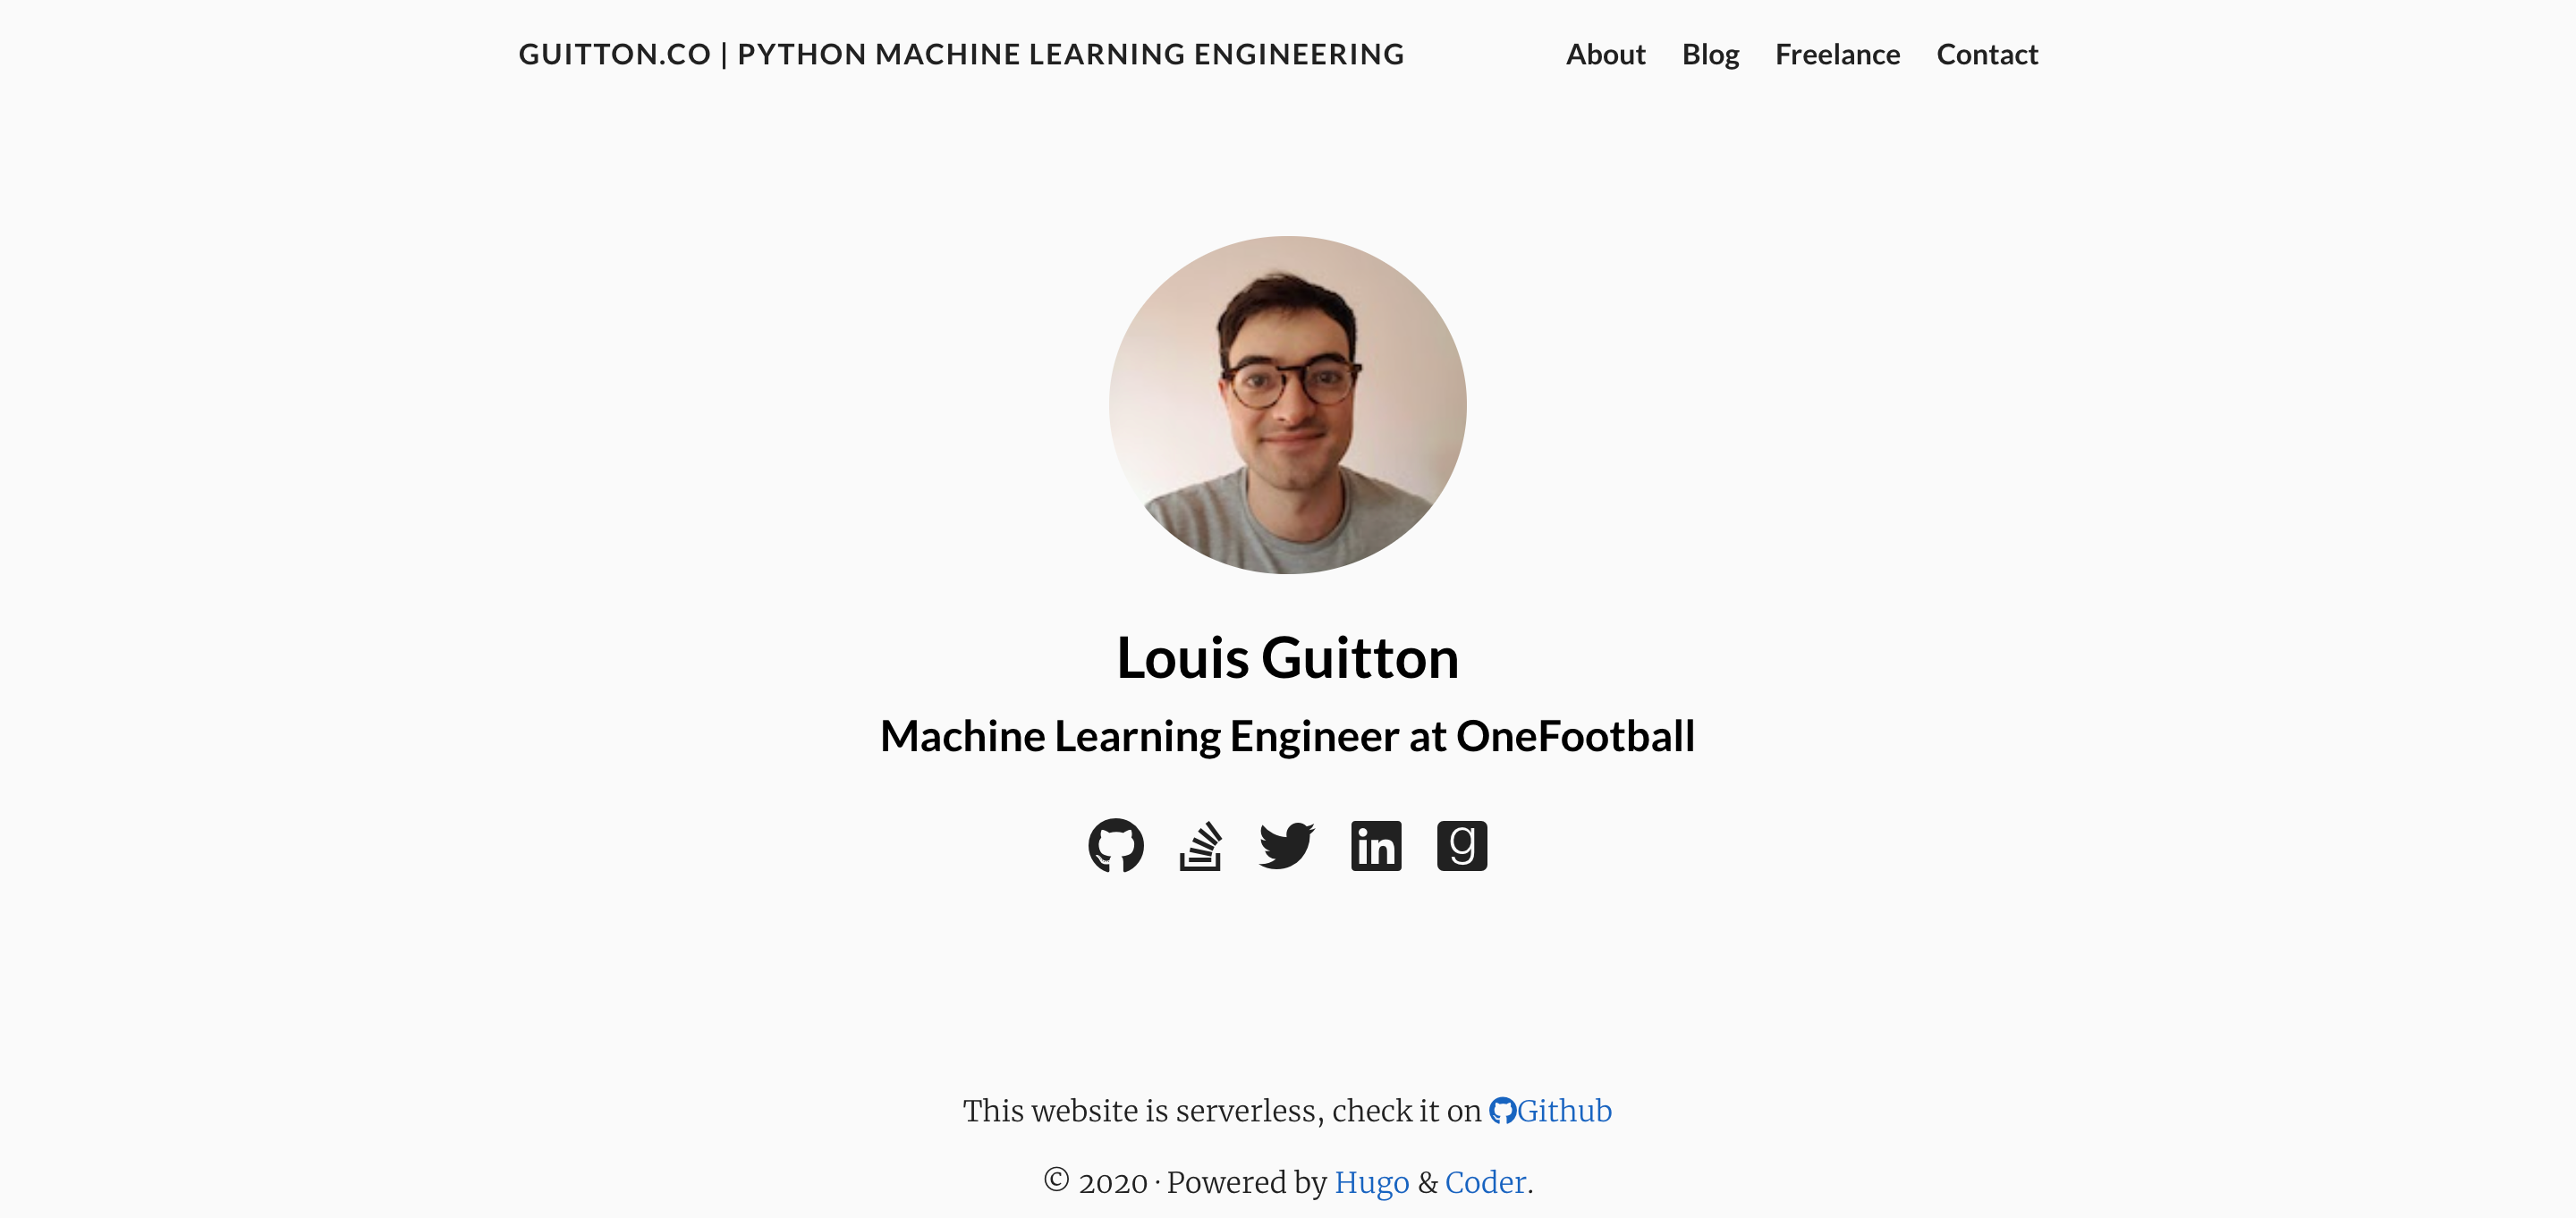 GUITTON.CO | PYTHON MACHINE LEARNING ENGINEERING About Blog Freelance Contact
Louis Guitton
Machine Learning Engineer at OneFootball
in g
This website is serverless, check it on Github
© 2020 · Powered by Hugo & Coder.